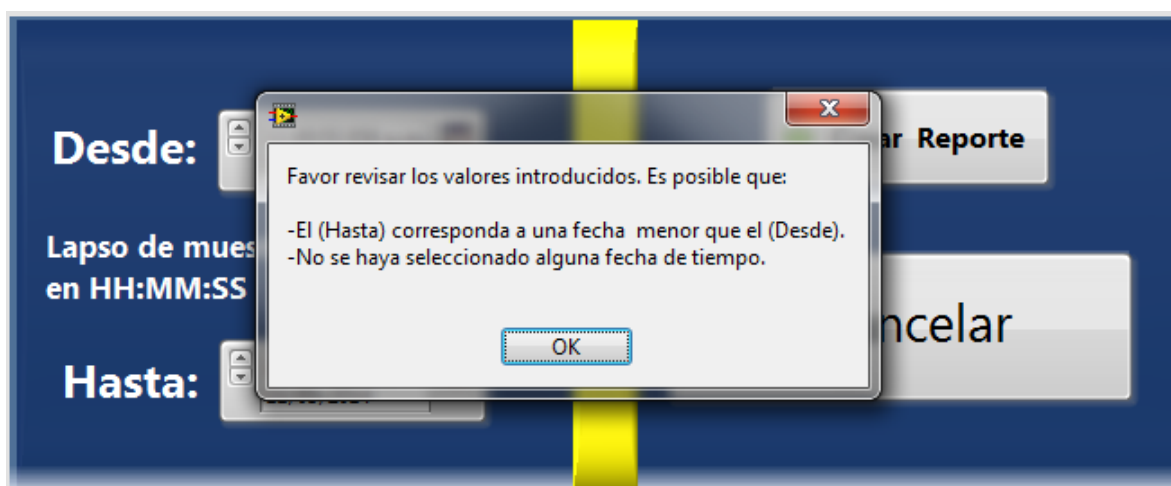 Desde:
ar Reporte
Favor revisar los valores introducidos. Es posible que:
-El (Hasta) corresponda a una fecha  menor que el (Desde).
-No se haya seleccionado alguna fecha de tiempo.
Lapso de mues
en HH:MM:SS
OK
ncelar
Hasta: